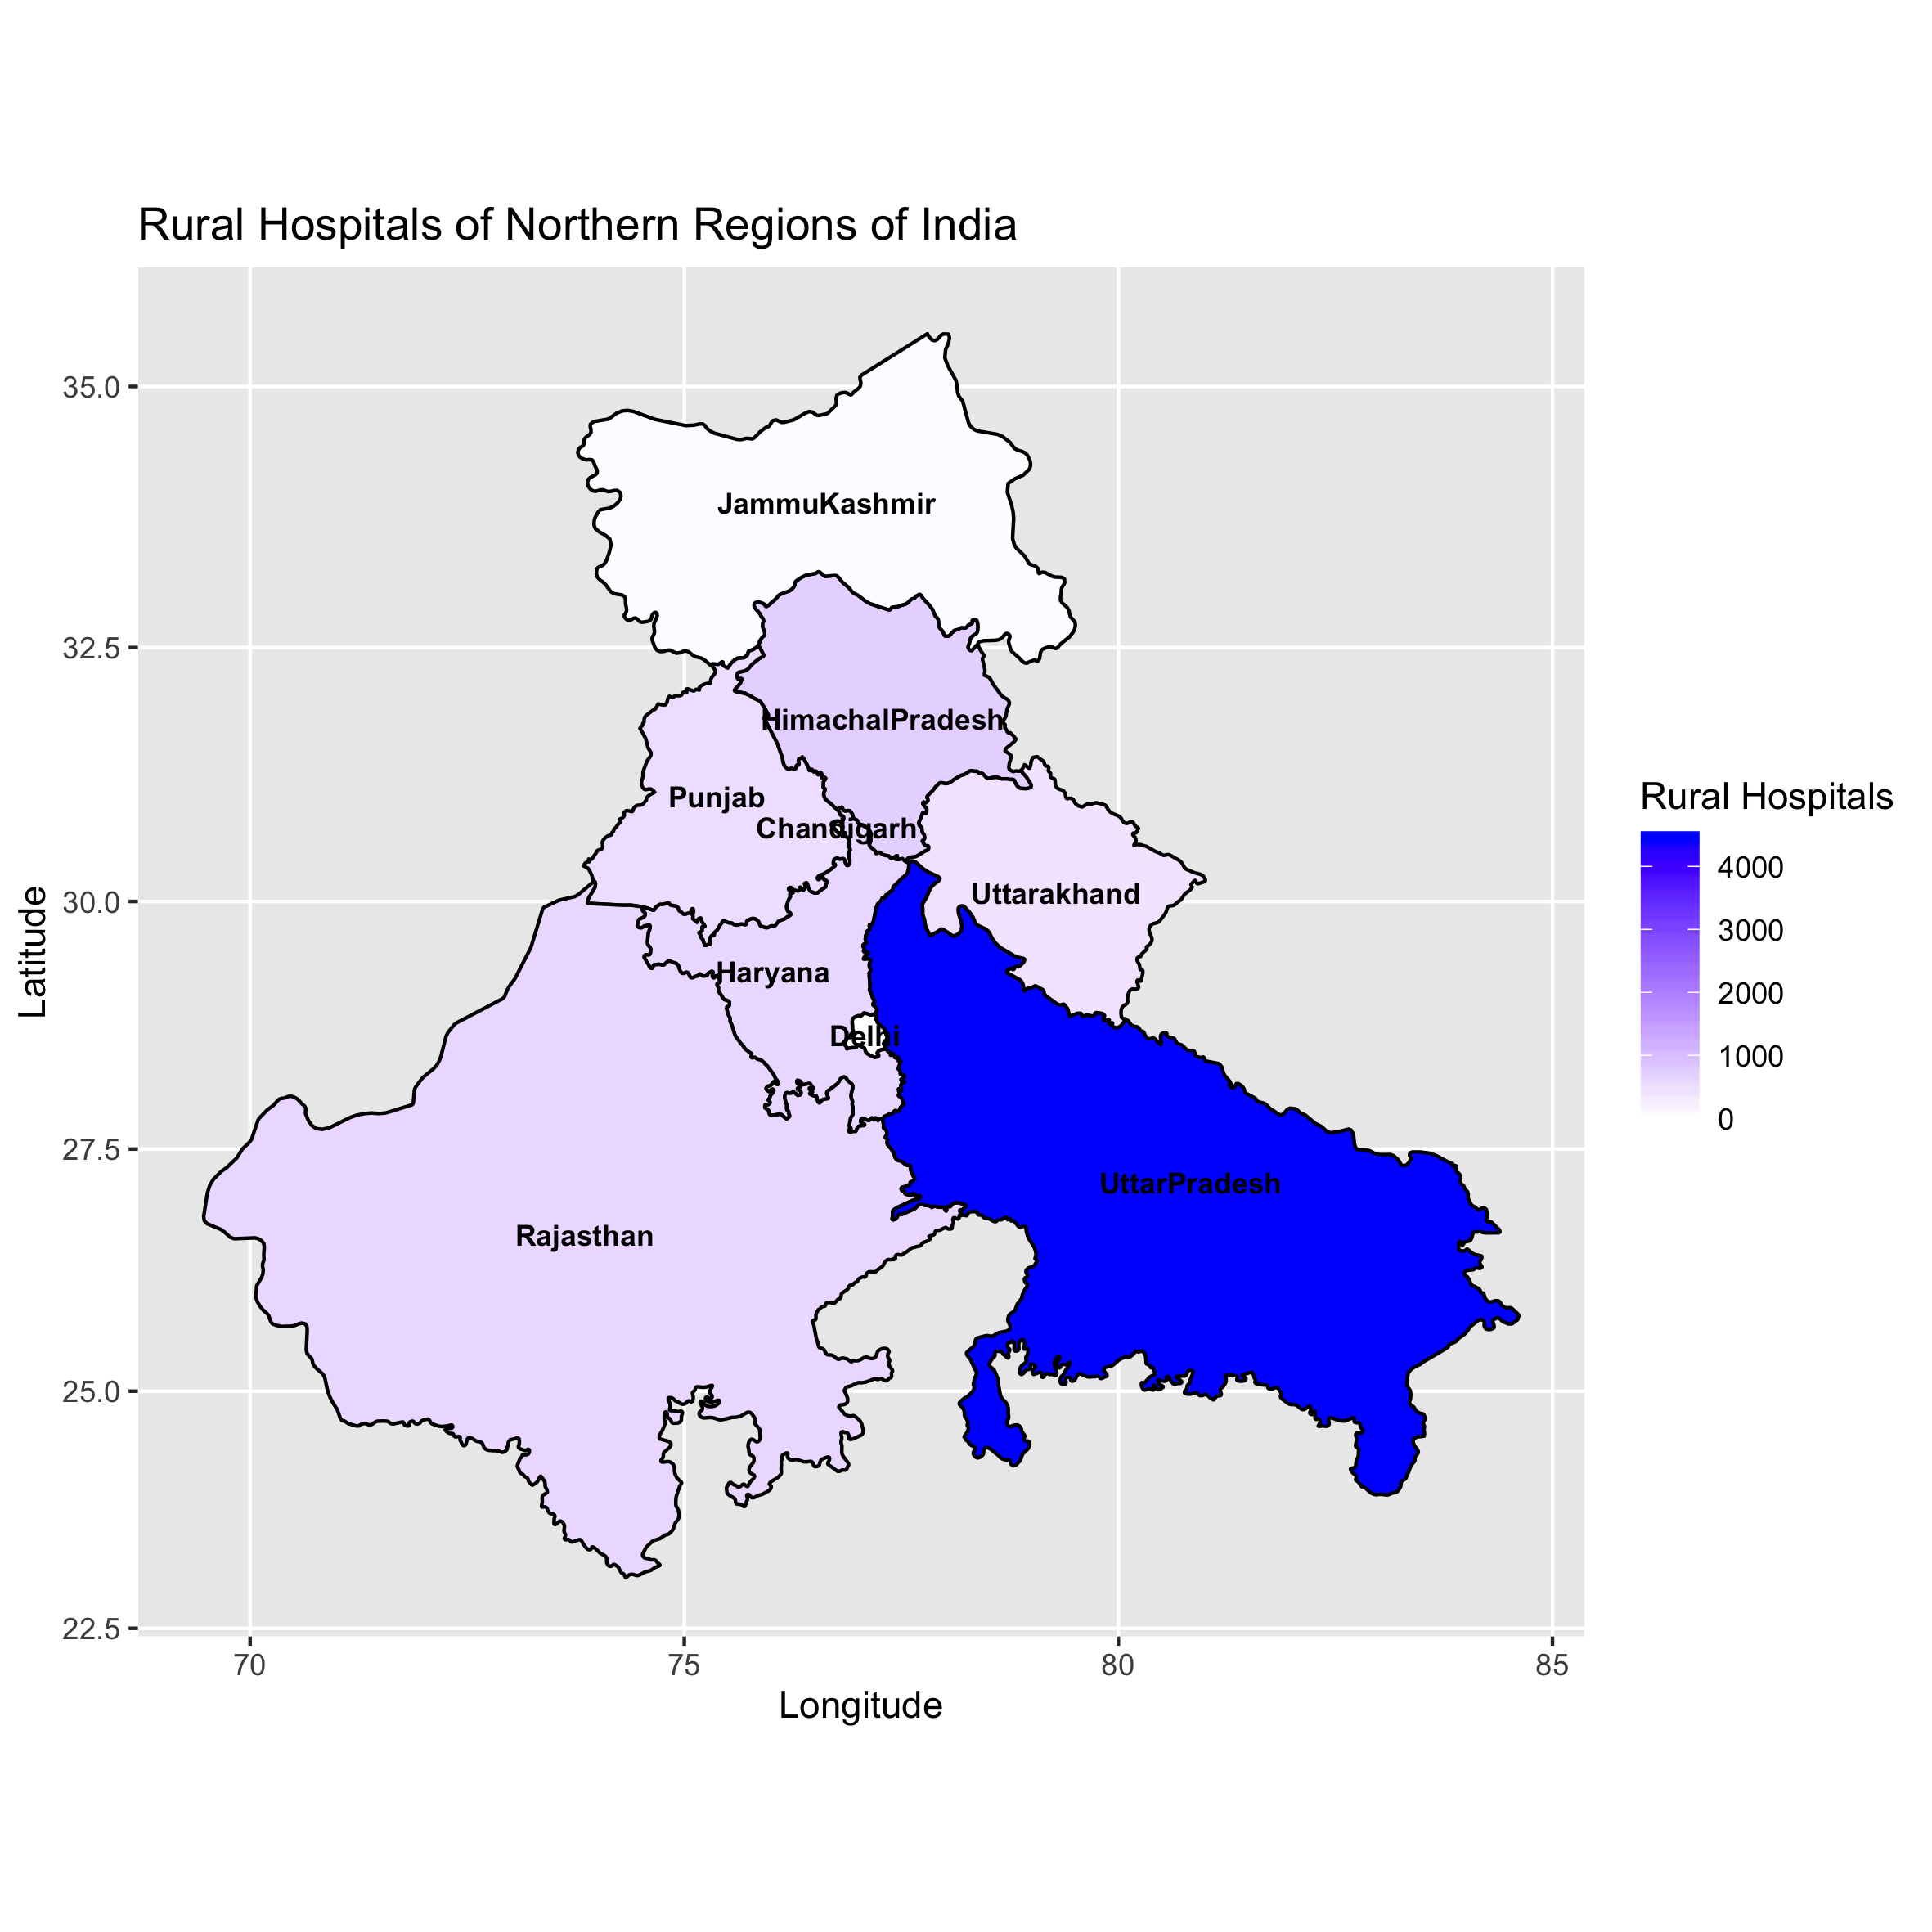 Rural Hospitals of Northern Regions of India
35.0
32.5
30.0
27.5
25.0
22.5
Latitude
JammuKashmir
HimachalPradesh
Punjab
Chandigarh
Uttarakhand
Haryana
Delhi
UttarPradesh
Rajasthan
70
75
80
85
Longitude
Rural Hospitals
4000
3000
2000
1000
0